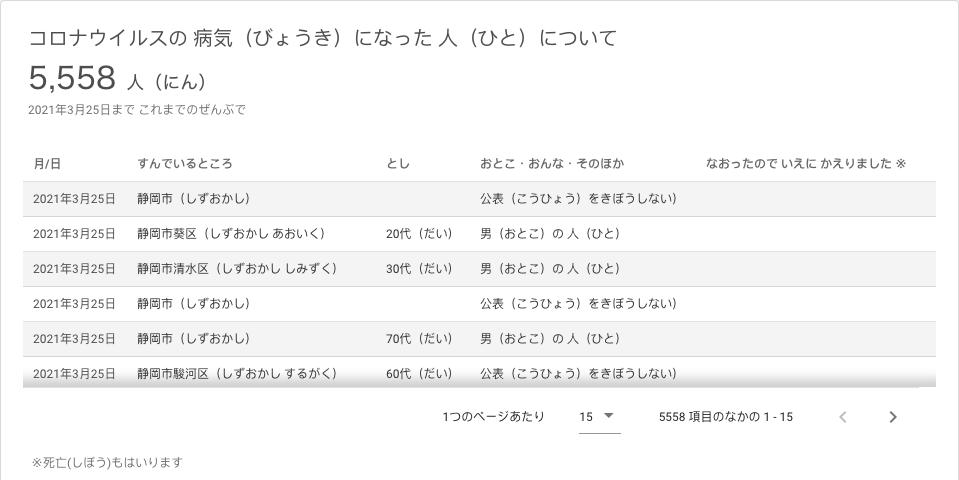 コロナウイルスの 病気（びょうき）になった 人（ひと）について
5,558 人（にん）
2021年3月25日まで これまでのぜんぶで
月/日 すんでいるところ とし おとこ・おんな・そのほか なおったので いえに かえりました ※
2021年3月25日 静岡市（しずおかし） 公表（こうひょう）をきぼうしない）
2021年3月25日 静岡市葵区（しずおかし あおいく） 20代（だい） 男（おとこ）の 人（ひと）
2021年3月25日 静岡市清水区（しずおかし しみずく） 30代（だい） 男（おとこ）の 人（ひと）
2021年3月25日 静岡市（しずおかし） 公表（こうひょう）をきぼうしない）
2021年3月25日 静岡市（しずおかし） 70代（だい） 男（おとこ）の 人（ひと）
2021年3月25日 静岡市駿河区（しずおかし するがく） 60代（だい） 公表（こうひょう）をきぼうしない）
1つのページあたり 15 5558 項目のなかの 1 - 15
※死亡(しぼう)もはいります